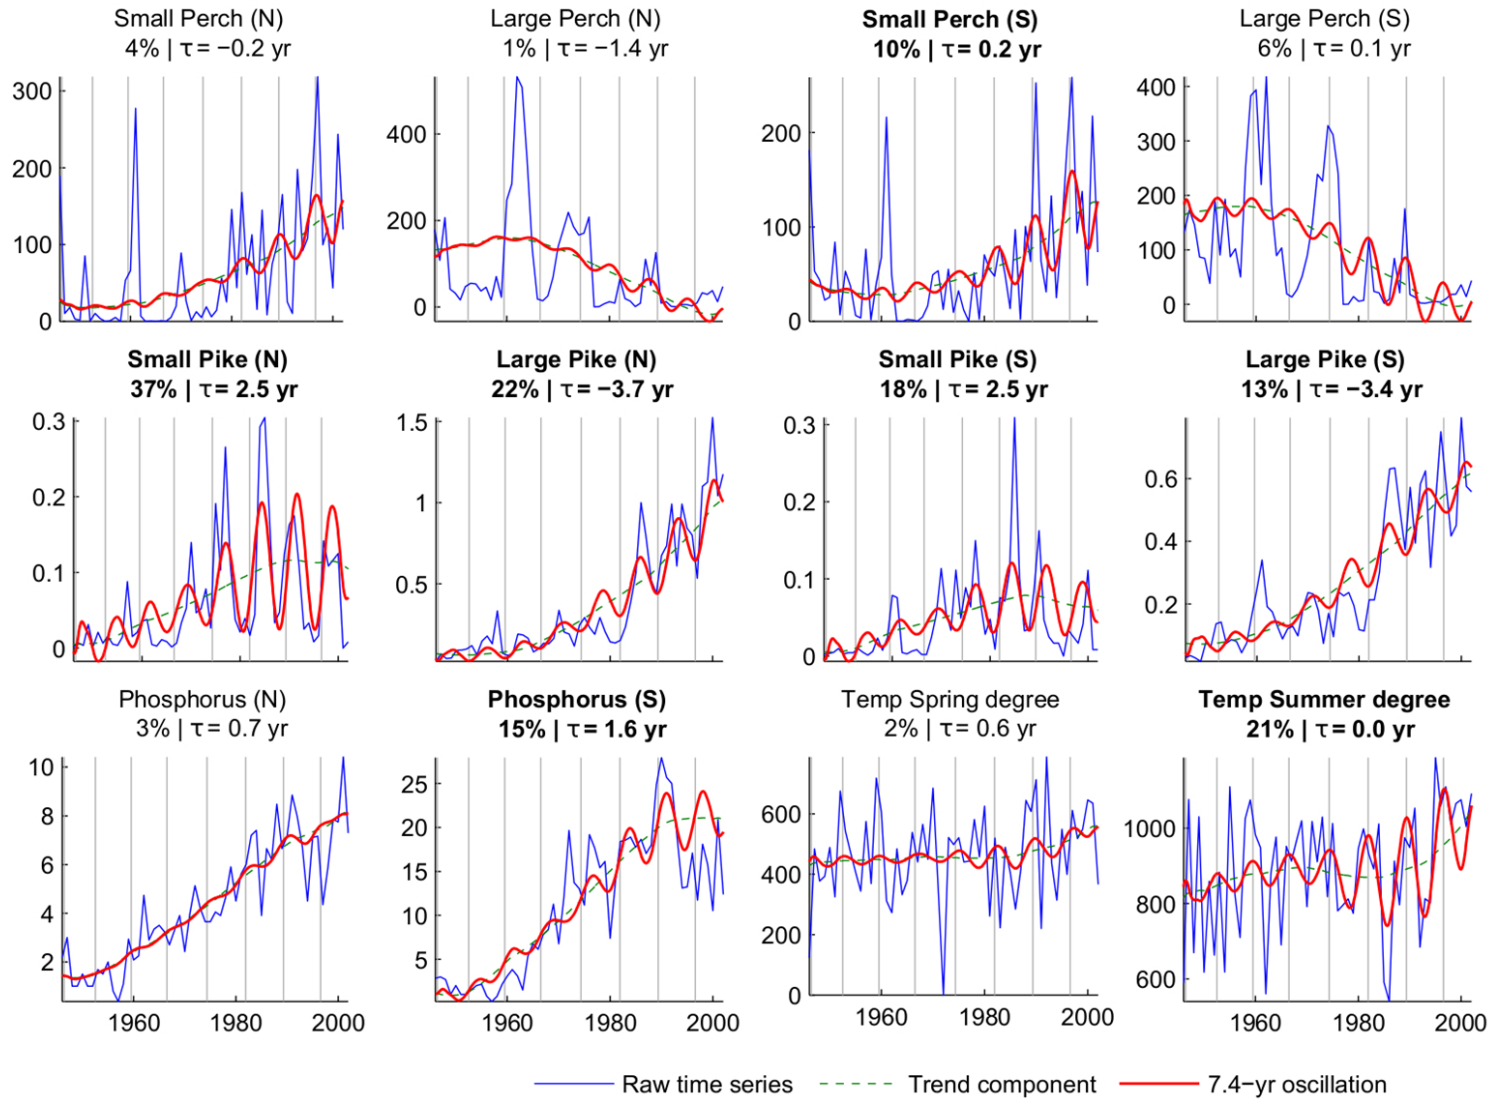 Small Perch (N)
4% | τ = −0.2 yr
Large Perch (N)
1% | τ = −1.4 yr
Small Perch (S)
10% | τ = 0.2 yr
Large Perch (S)
6% | τ = 0.1 yr
300
200
100
0
400
200
0
200
100
0
400
300
200
100
0
Small Pike (N)
37% | τ = 2.5 yr
Large Pike (N)
22% | τ = −3.7 yr
Small Pike (S)
18% | τ = 2.5 yr
Large Pike (S)
13% | τ = −3.4 yr
0.3
0.2
0.1
0
1.5
1
0.5
0.3
0.2
0.1
0
0.6
0.4
0.2
Phosphorus (N)
3% | τ = 0.7 yr
Phosphorus (S)
15% | τ = 1.6 yr
Temp Spring degree
2% | τ = 0.6 yr
Temp Summer degree
21% | τ = 0.0 yr
10
8
6
4
2
25
20
15
10
5
600
400
200
0
1000
800
600
1960 1980 2000
1960 1980 2000
1960 1980 2000
1960 1980 2000
Raw time series
Trend component
7.4−yr oscillation